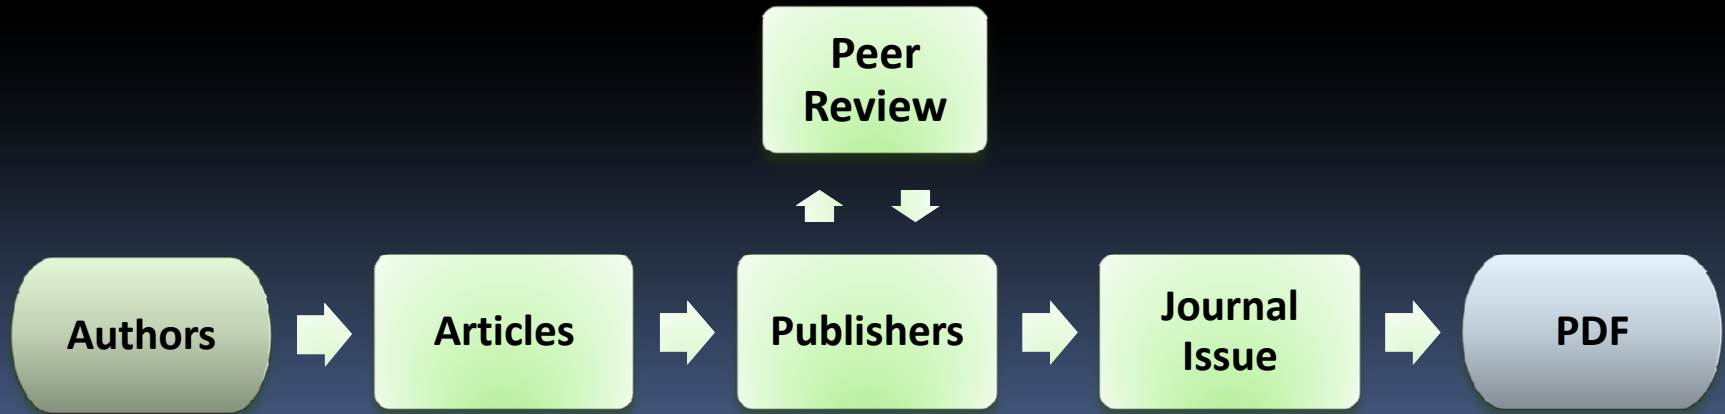 Peer
Review
Authors
Articles
Publishers
Journal
Issue
PDF